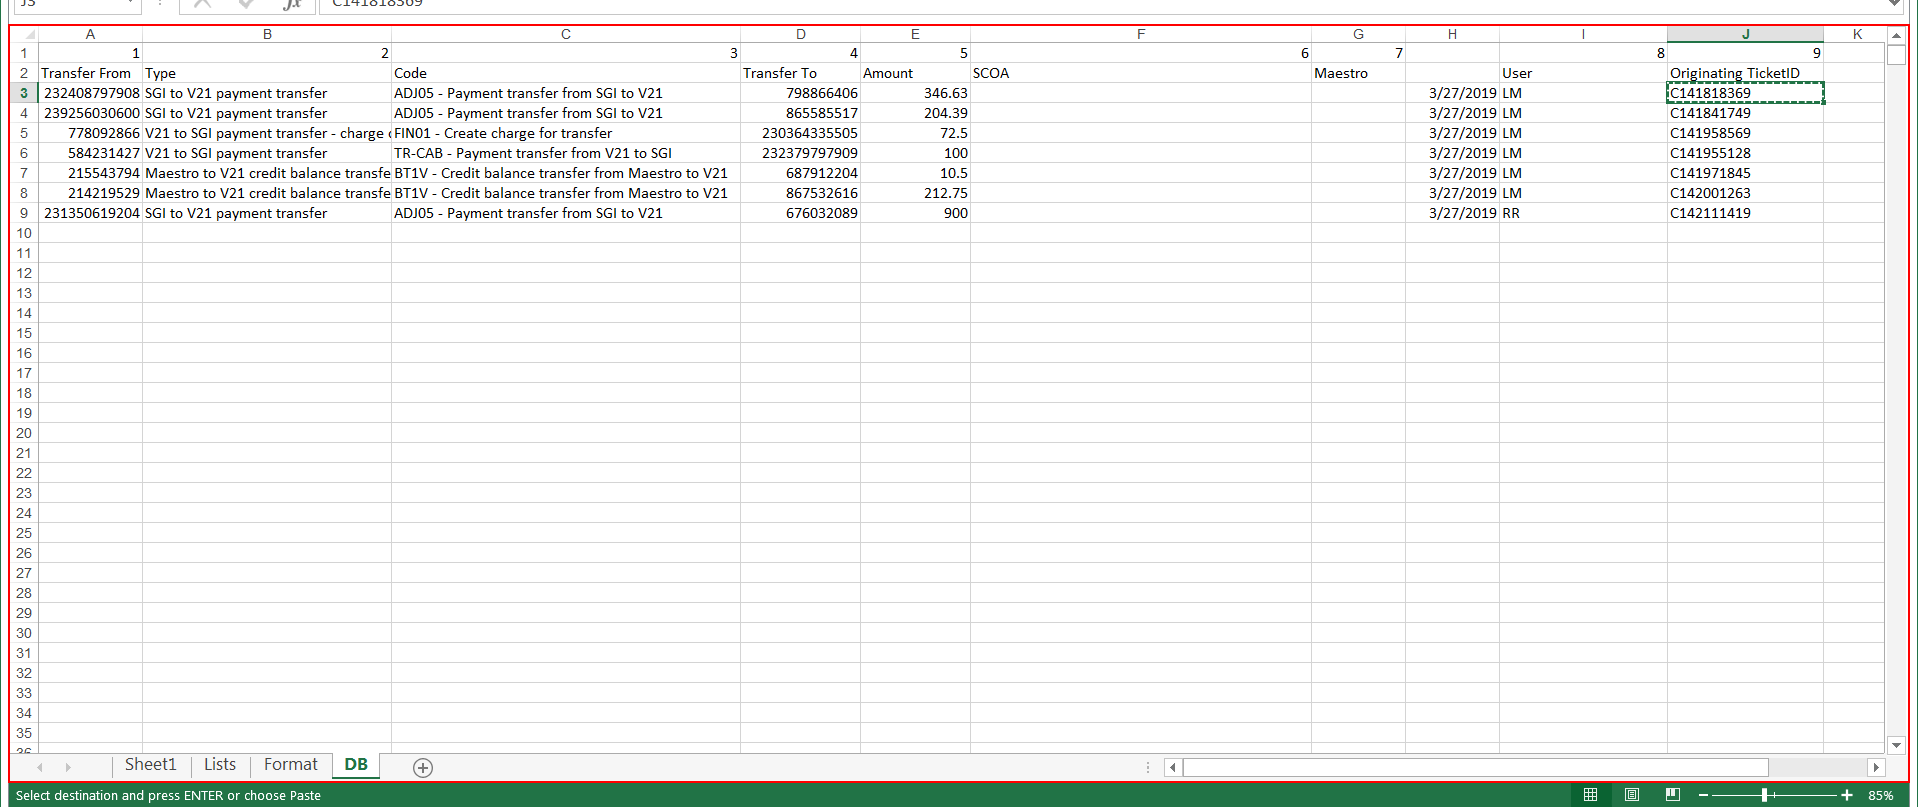 J3 fx C141818369
A B C D E F G H I J K
1 1 2 3 4 5 6 7 8 9
2 Transfer From Type Code Transfer To Amount SCOA Maestro User Originating TicketID
3 232408797908 SGI to V21 payment transfer ADJ05 - Payment transfer from SGI to V21 798866406 346.63 3/27/2019 LM C141818369
4 239256030600 SGI to V21 payment transfer ADJ05 - Payment transfer from SGI to V21 865585517 204.39 3/27/2019 LM C141841749
5 778092866 V21 to SGI payment transfer - charge FIN01 - Create charge for transfer 230364335505 72.5 3/27/2019 LM C141958569
6 584231427 V21 to SGI payment transfer TR-CAB - Payment transfer from V21 to SGI 232379797909 100 3/27/2019 LM C141955128
7 215543794 Maestro to V21 credit balance transfe BT1V - Credit balance transfer from Maestro to V21 687912204 10.5 3/27/2019 LM C141971845
8 214219529 Maestro to V21 credit balance transfe BT1V - Credit balance transfer from Maestro to V21 867532616 212.75 3/27/2019 LM C142001263
9 231350619204 SGI to V21 payment transfer ADJ05 - Payment transfer from SGI to V21 676032089 900 3/27/2019 RR C142111419
10
11
12
13
14
15
16
17
18
19
20
21
22
23
24
25
26
27
28
29
30
31
32
33
34
35
36
Sheet1 Lists Format DB
Select destination and press ENTER or choose Paste 85%